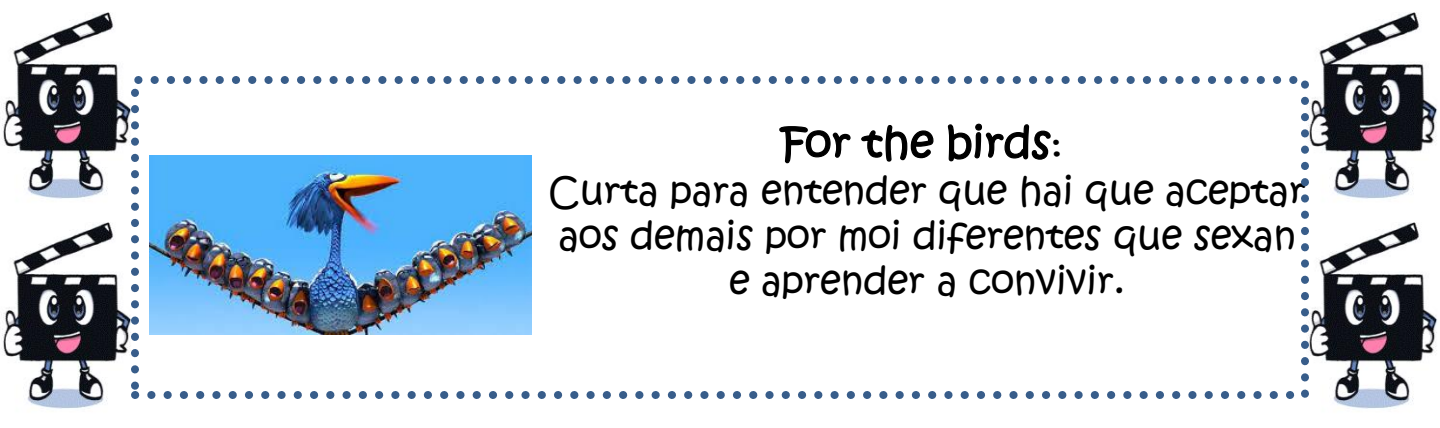 For the birds:
Curta para entender que hai que aceptar
aos demais por moi diferentes que sexan
e aprender a convivir.